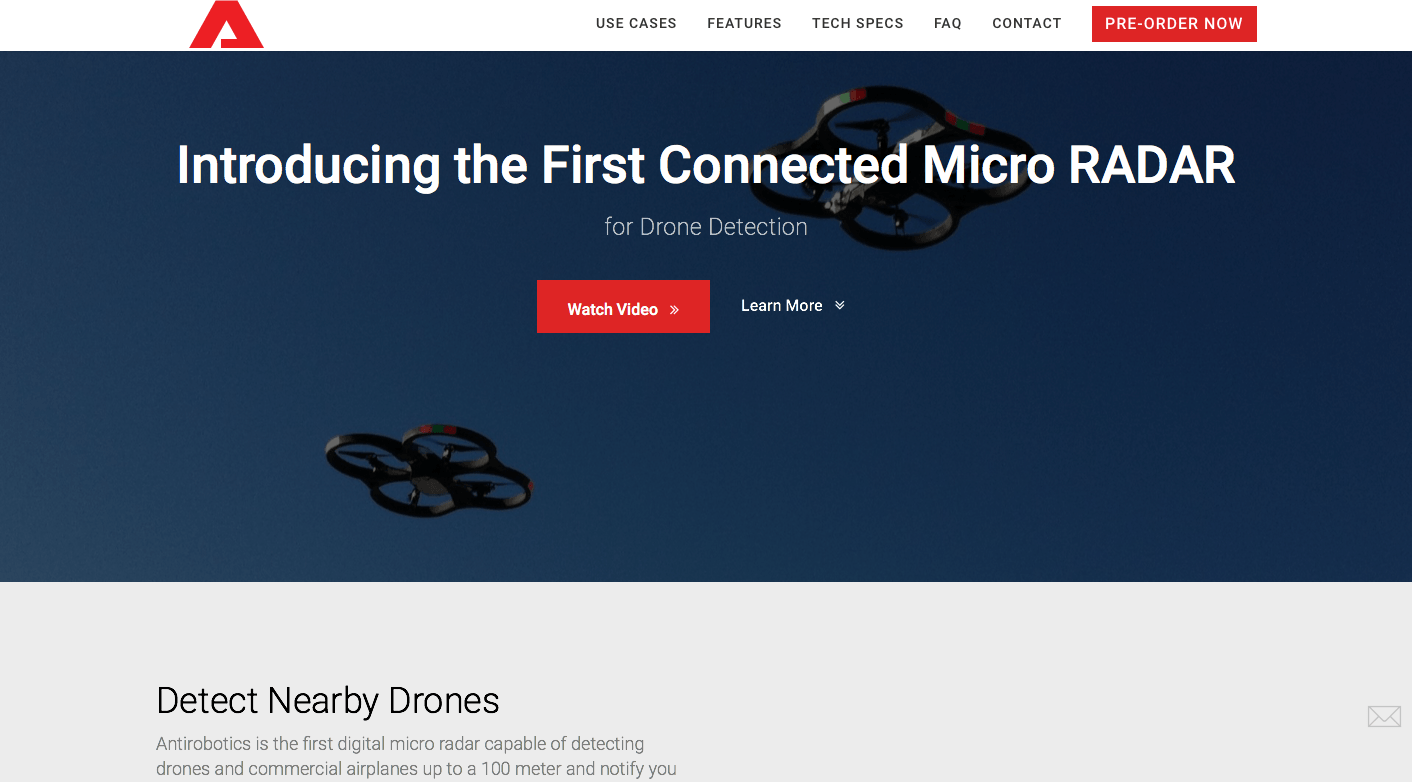 USE CASES FEATURES TECH SPECS FAQ CONTACT PRE-ORDER NOW
Introducing the First Connected Micro RADAR
for Drone Detection
Watch Video » Learn More
Detect Nearby Drones
Antirobotics is the first digital micro radar capable of detecting
drones and commercial airplanes up to a 100 meter and notify you